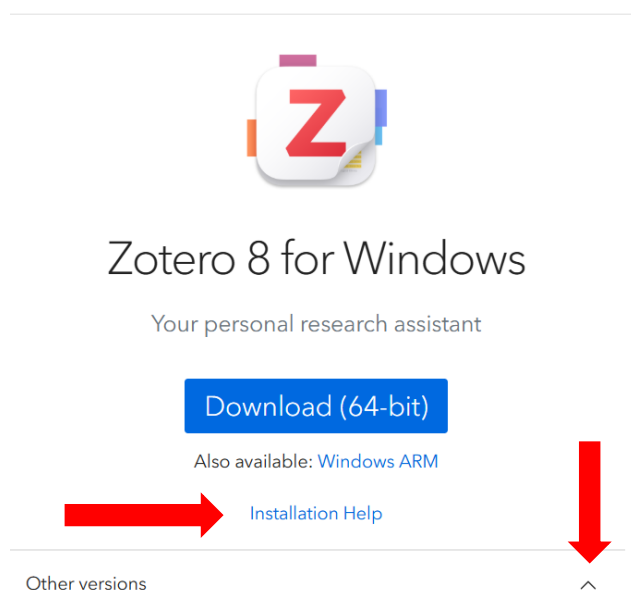 Z
Zotero 8 for Windows
Your personal research assistant
Download (64-bit)
Also available: Windows ARM
Installation Help
Other versions